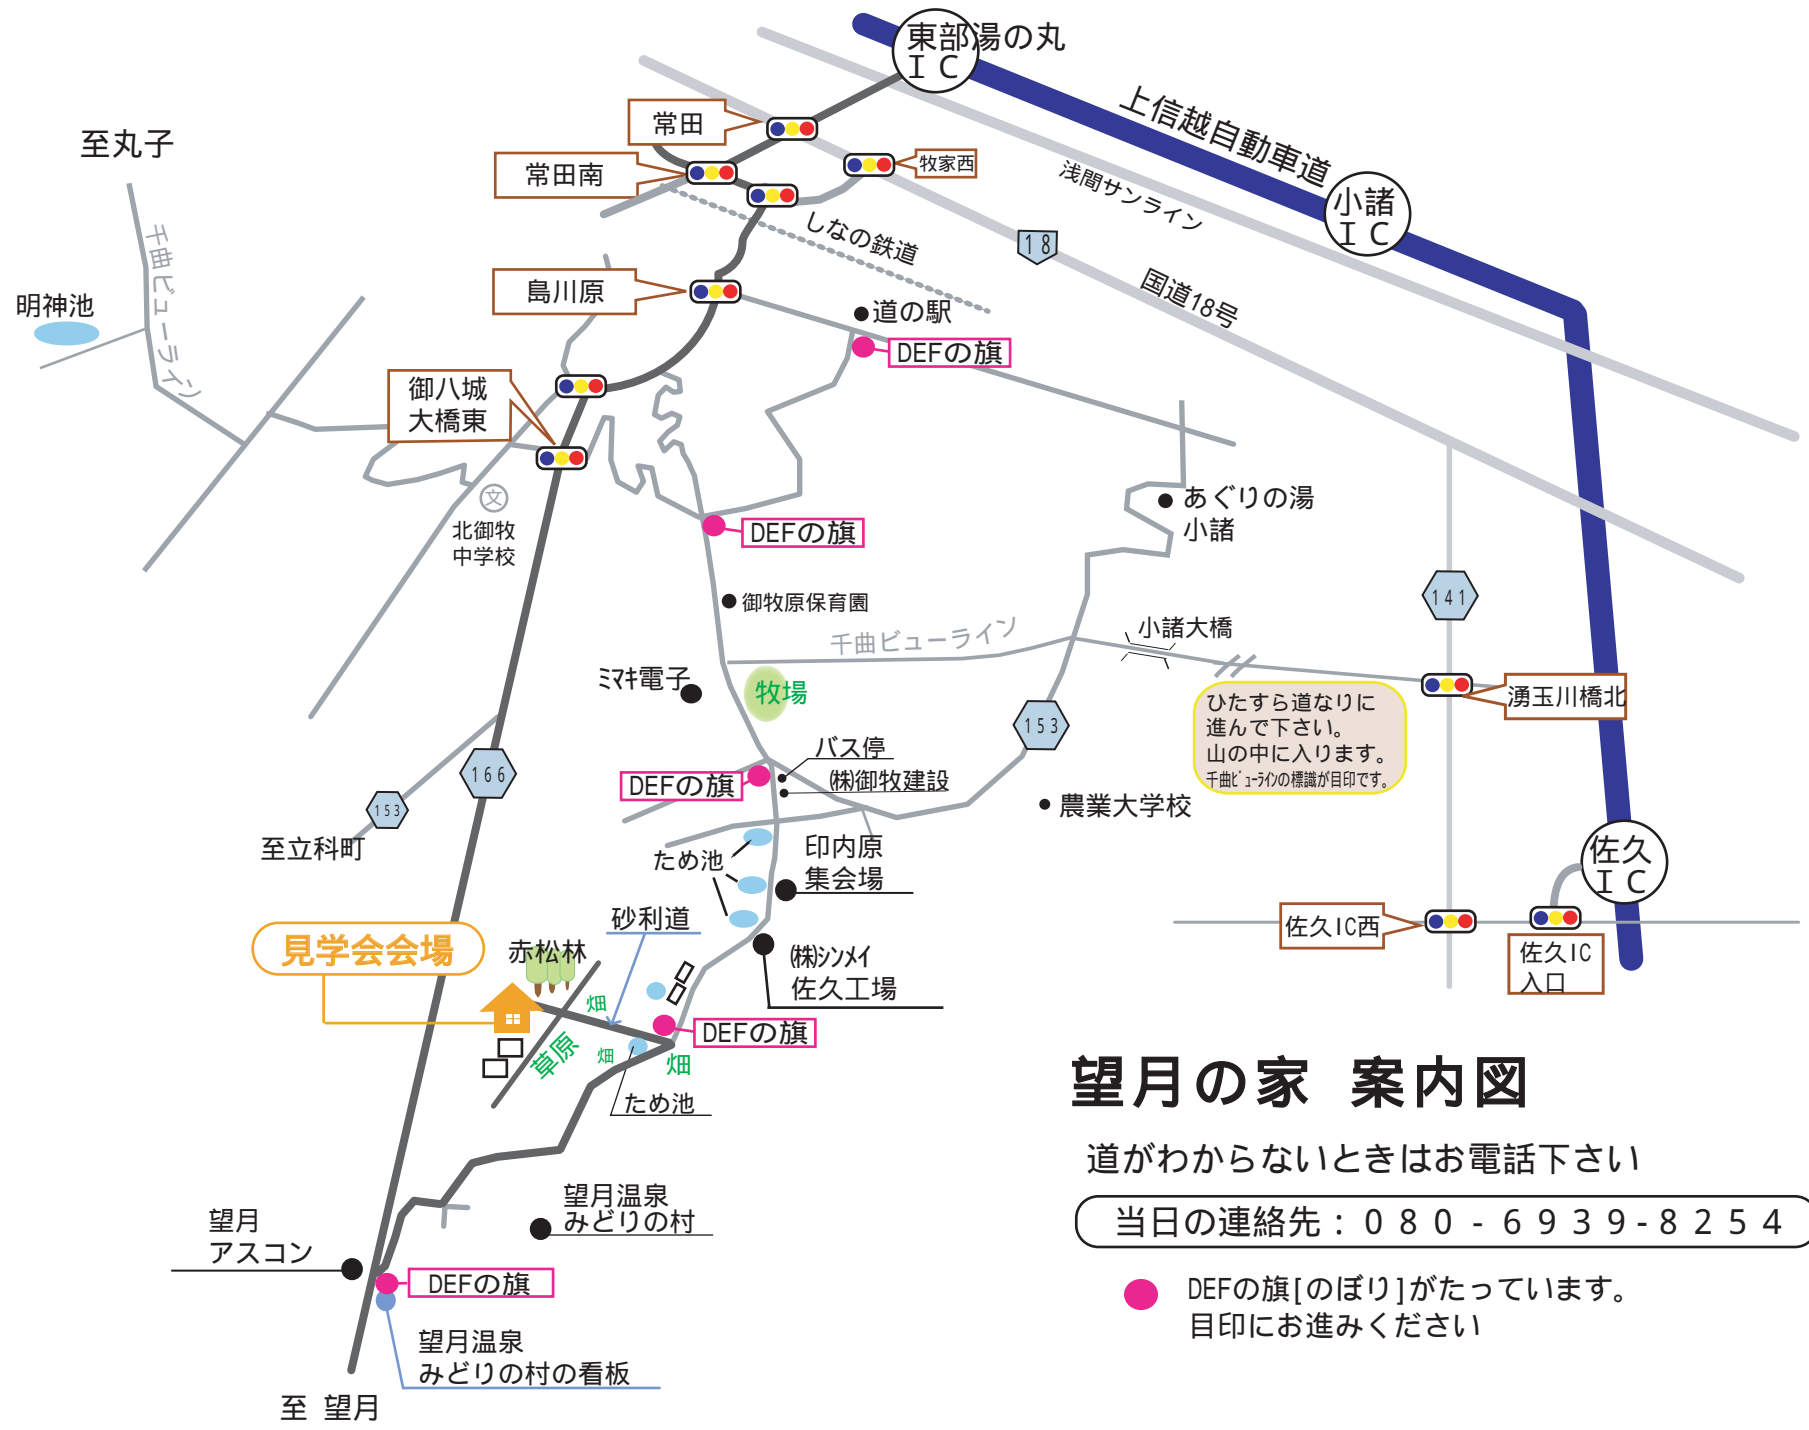 東部湯の丸
ＩＣ
常田
常田南
牧家西
上信越自動車道
浅間サンライン
小諸
ＩＣ
至丸子
千曲ビューライン
しなの鉄道
18
国道18号
明神池
島川原
道の駅
DEFの旗
御八城
大橋東
文
北御牧
中学校
DEFの旗
あぐりの湯
小諸
御牧原保育園
千曲ビューライン
小諸大橋
141
ミマキ電子
牧場
153
ひたすら道なりに
進んで下さい。
山の中に入ります。
千曲ビューラインの標識が目印です。
湧玉川橋北
166
バス停
DEFの旗
㈱御牧建設
153
至立科町
農業大学校
ため池
印内原
集会場
佐久
ＩＣ
砂利道
見学会会場
赤松林
㈱シンメイ
佐久工場
佐久IC西
佐久IC
入口
畑
DEFの旗
草原
畑
畑
ため池
望月の家 案内図
道がわからないときはお電話下さい
当日の連絡先：０８０-６９３９-８２５４
望月温泉
みどりの村
望月
アスコン
DEFの旗
DEFの旗[のぼり]がたっています。
目印にお進みください
望月温泉
みどりの村の看板
至 望月